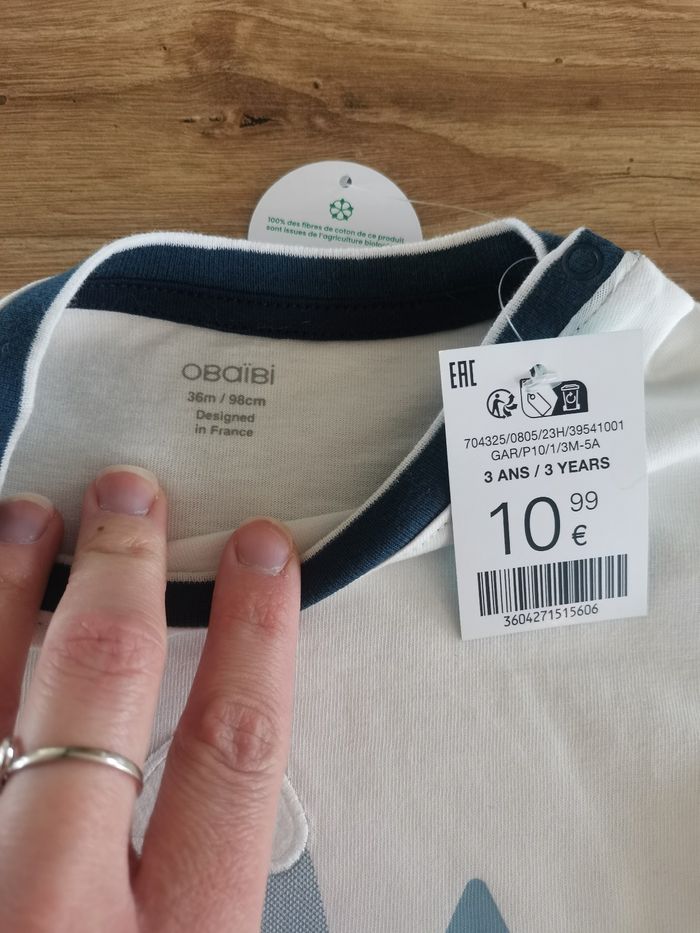 100% des fibres de coton de ce produit
sont issues de l'agriculture
OBaïBi
36m / 98cm
Designed
in France
EAC
704325/0805/23H/39541001
GAR/P10/1/3M-5A
3 ANS / 3 YEARS
10 99 €
3604271515606